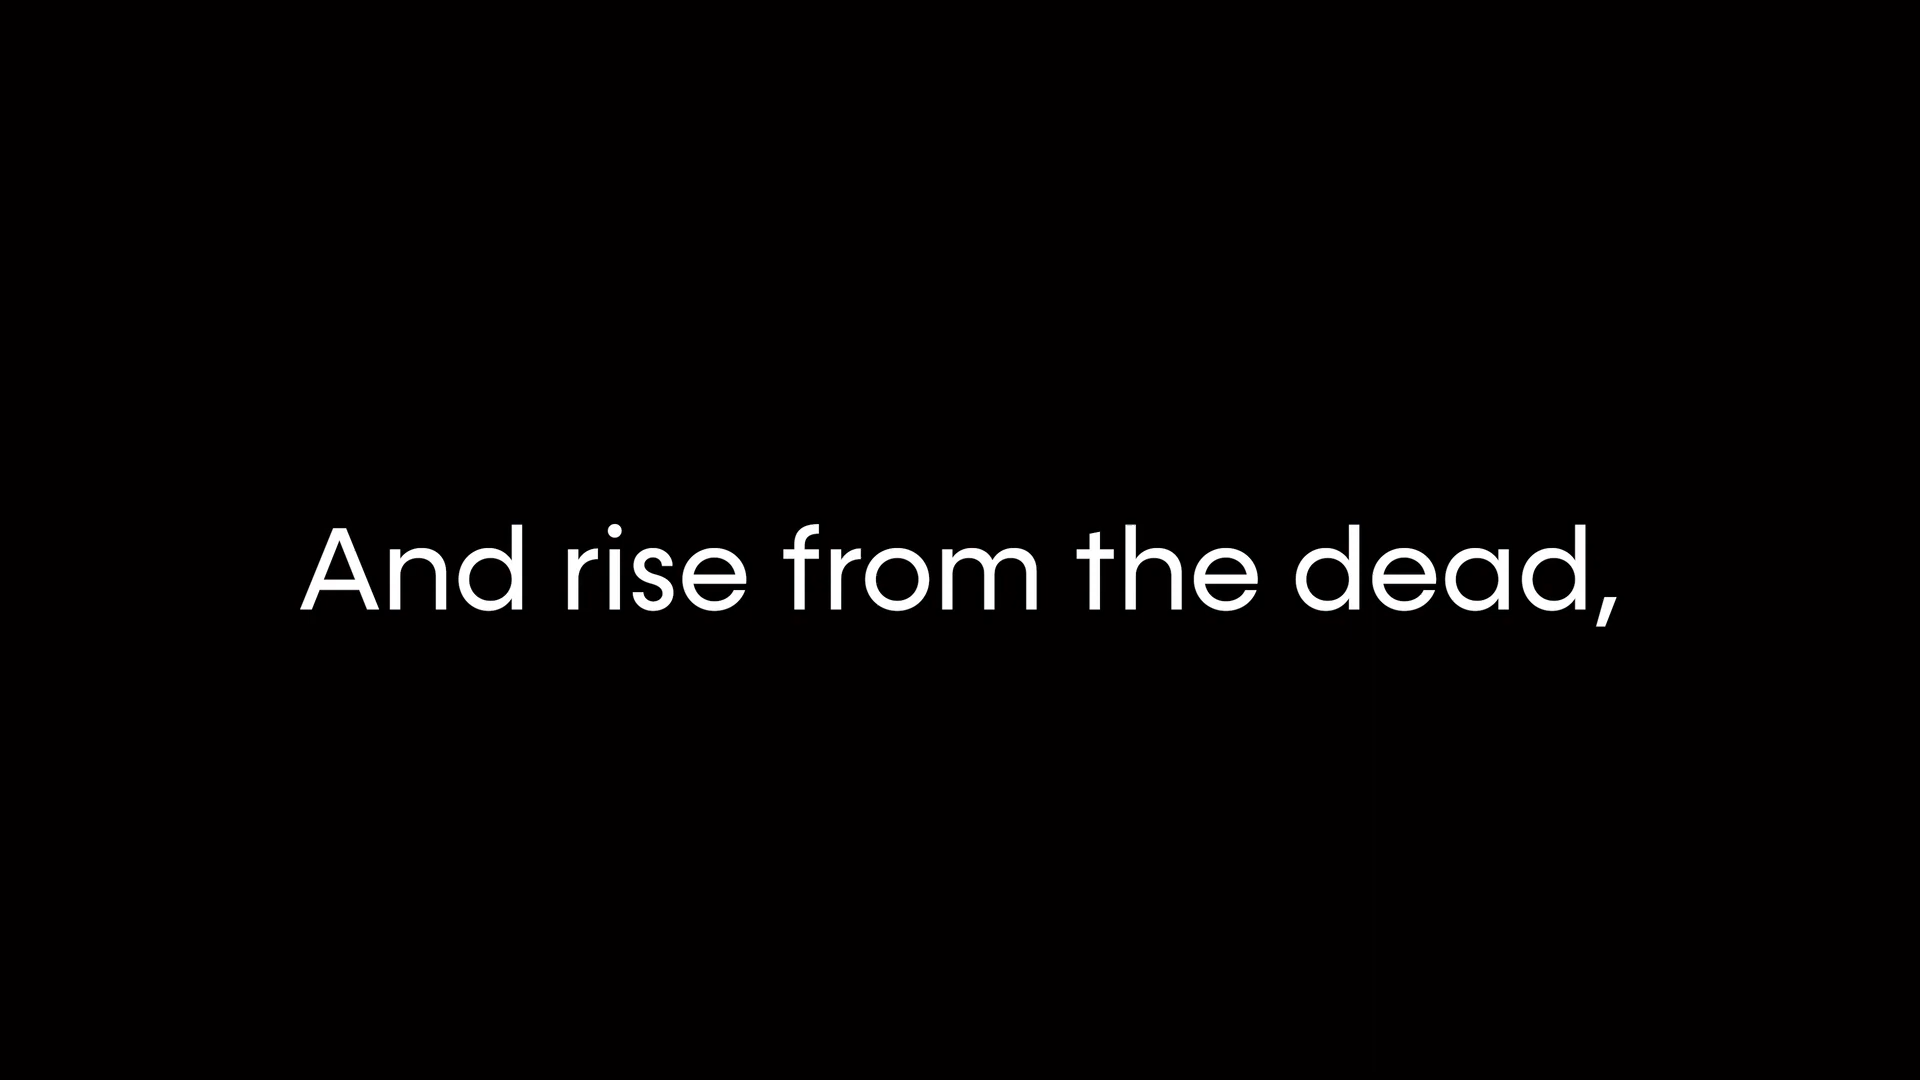 And rise from the dead,